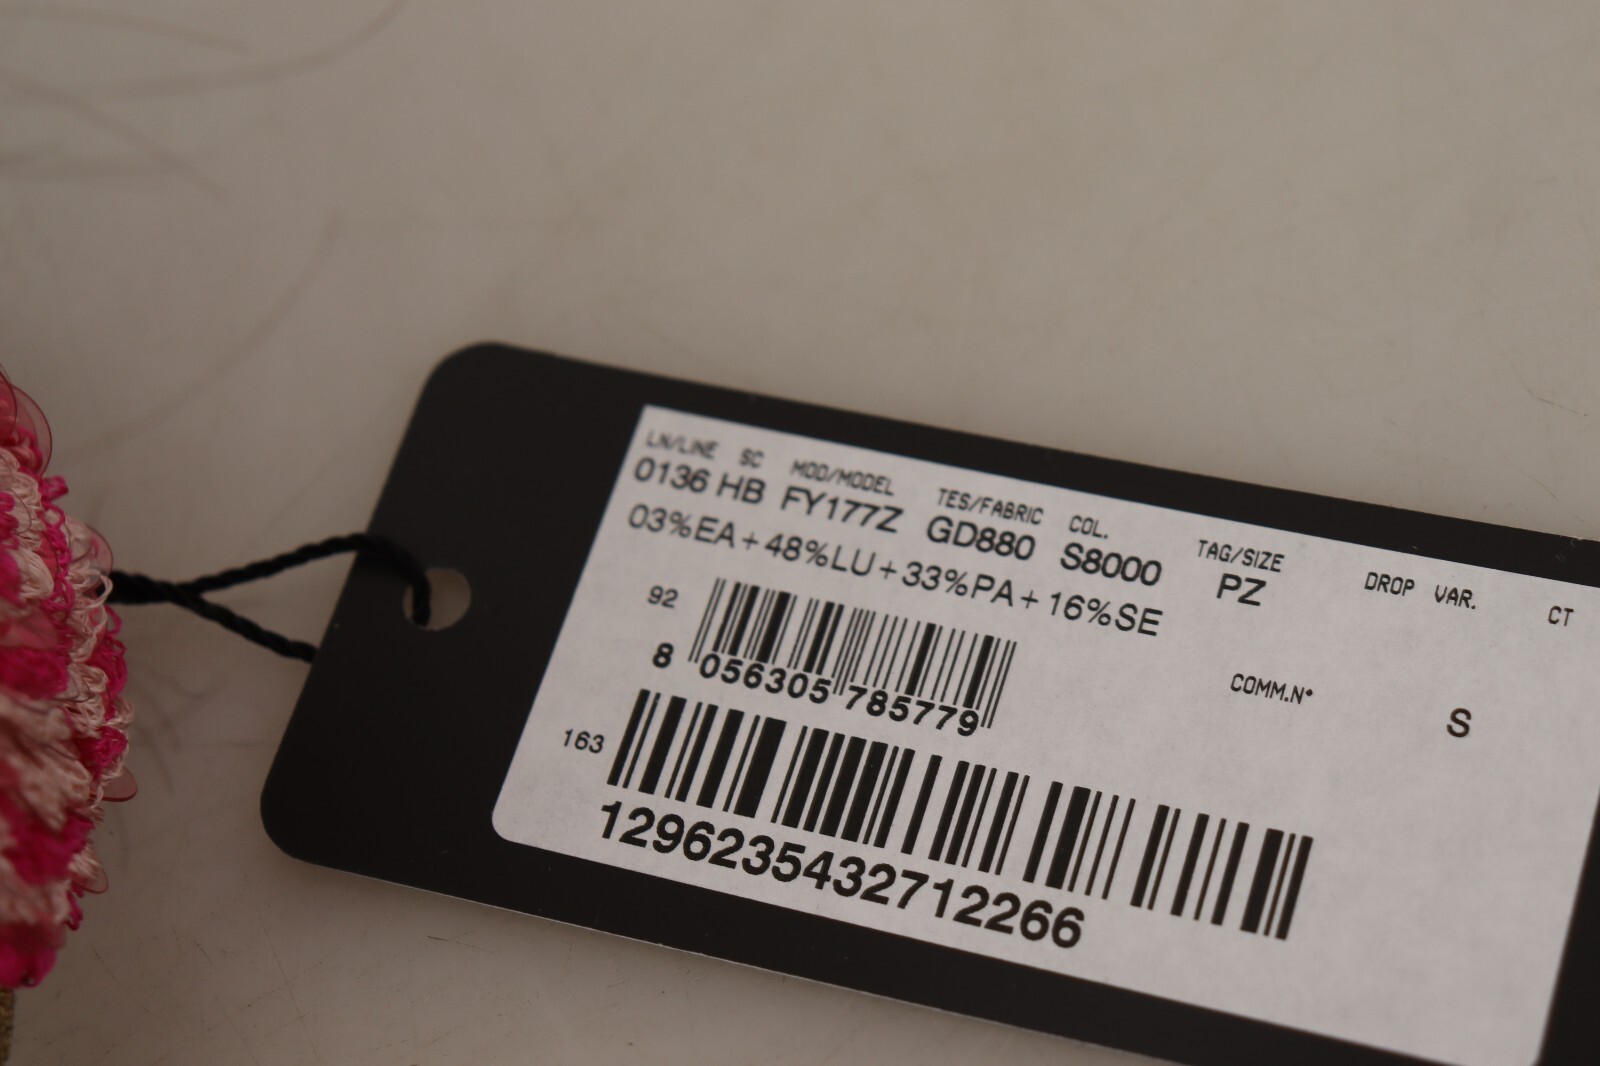 LN/LINE SC MOD/MODEL TES/FABRIC COL. TAG/SIZE DROP VAR. CT
0136 HB FY177Z GD880 S8000 PZ
03%EA+48%LU+33%PA+16%SE
92
8 056305 785779
COMM.N°
S
163
1296235432712266